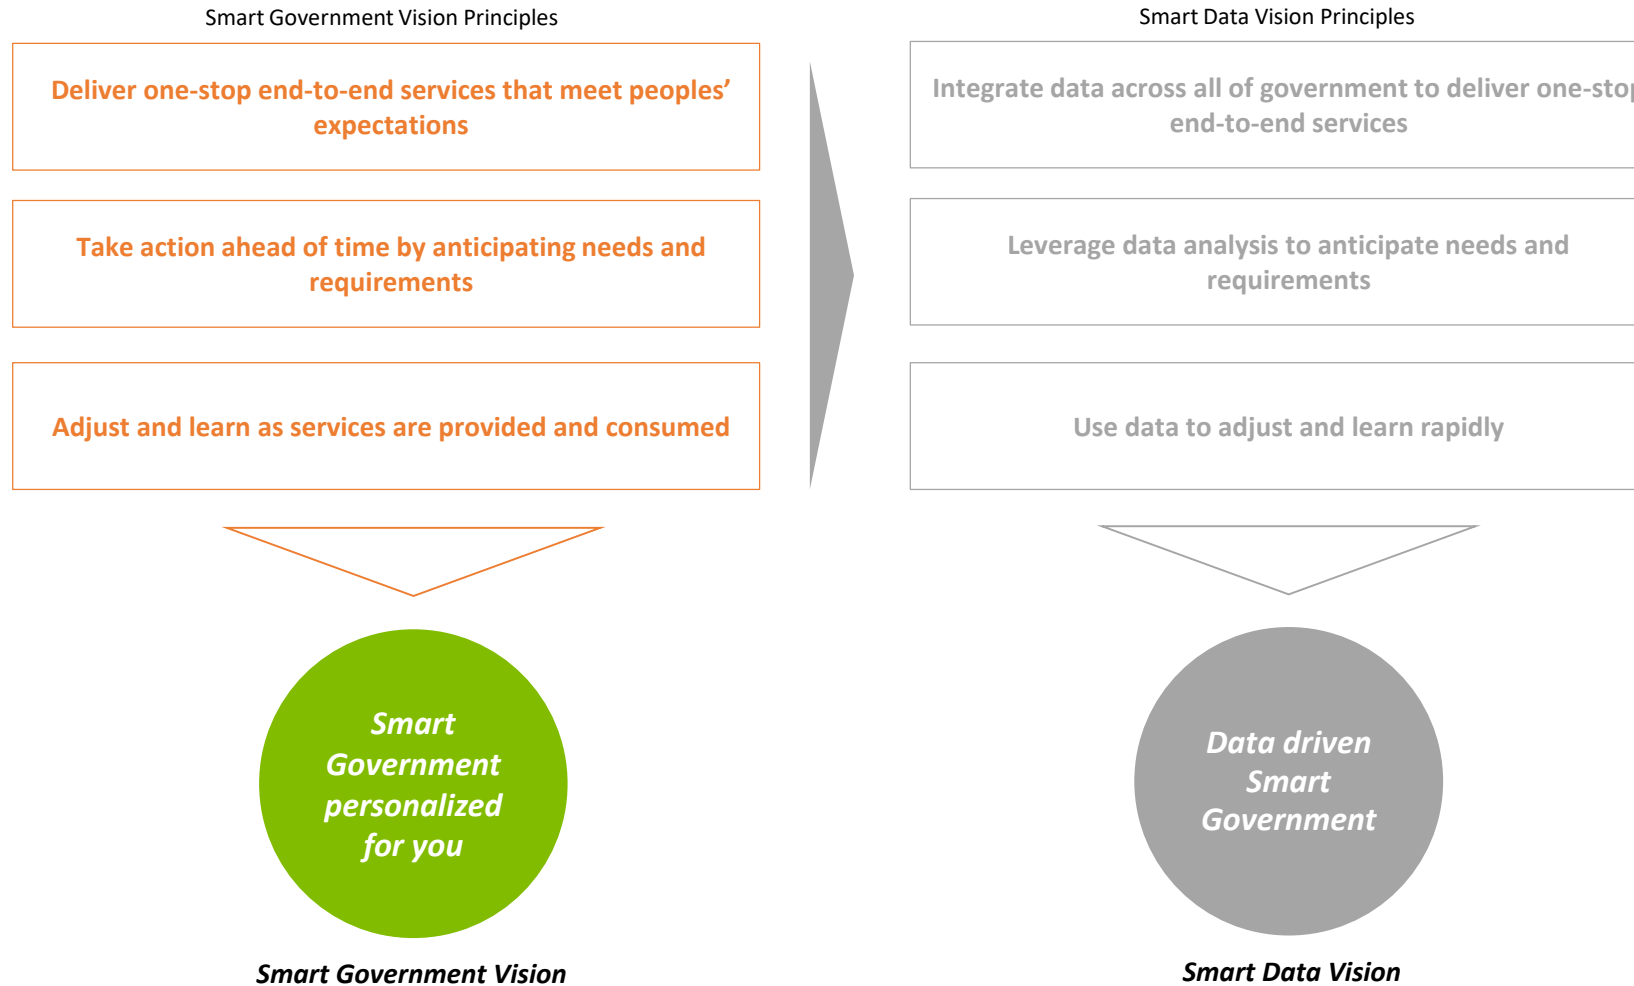 Smart Government Vision Principles
Deliver one-stop end-to-end services that meet peoples’
expectations
Take action ahead of time by anticipating needs and
requirements
Adjust and learn as services are provided and consumed
Smart
Government
personalized
for you
Smart Government Vision
Smart Data Vision Principles
Integrate data across all of government to deliver one-stop
end-to-end services
Leverage data analysis to anticipate needs and
requirements
Use data to adjust and learn rapidly
Data driven
Smart
Government
Smart Data Vision